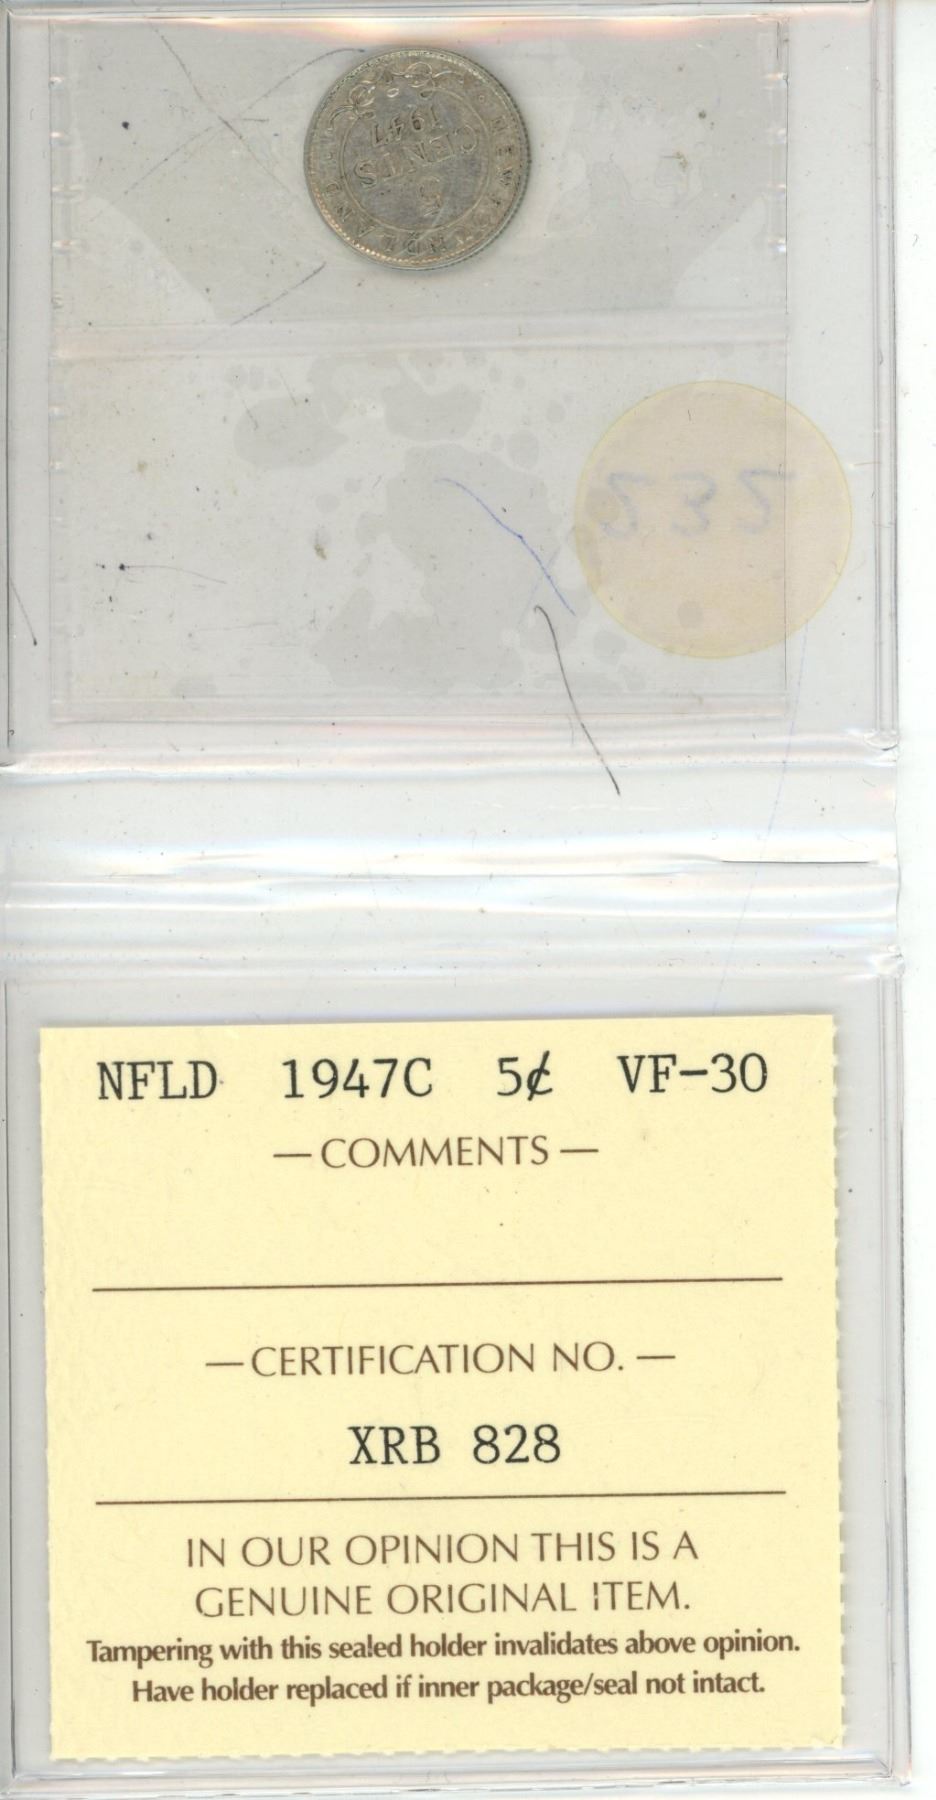 NEWFOUNDLAND
5
CENTS
1947
232
NFLD 1947C 5¢ VF-30
— COMMENTS —
— CERTIFICATION NO. —
XRB 828
IN OUR OPINION THIS IS A
GENUINE ORIGINAL ITEM.
Tampering with this sealed holder invalidates above opinion.
Have holder replaced if inner package/seal not intact.